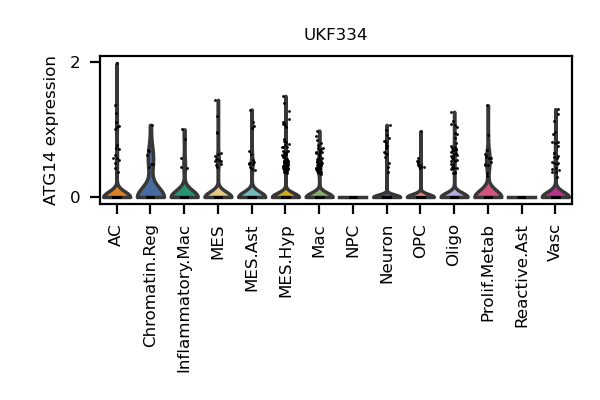 UKF334
ATG14 expression
2
0
AC
Chromatin.Reg
Inflammatory.Mac
MES
MES.Ast
MES.Hyp
Mac
NPC
Neuron
OPC
Oligo
Prolif.Metab
Reactive.Ast
Vasc